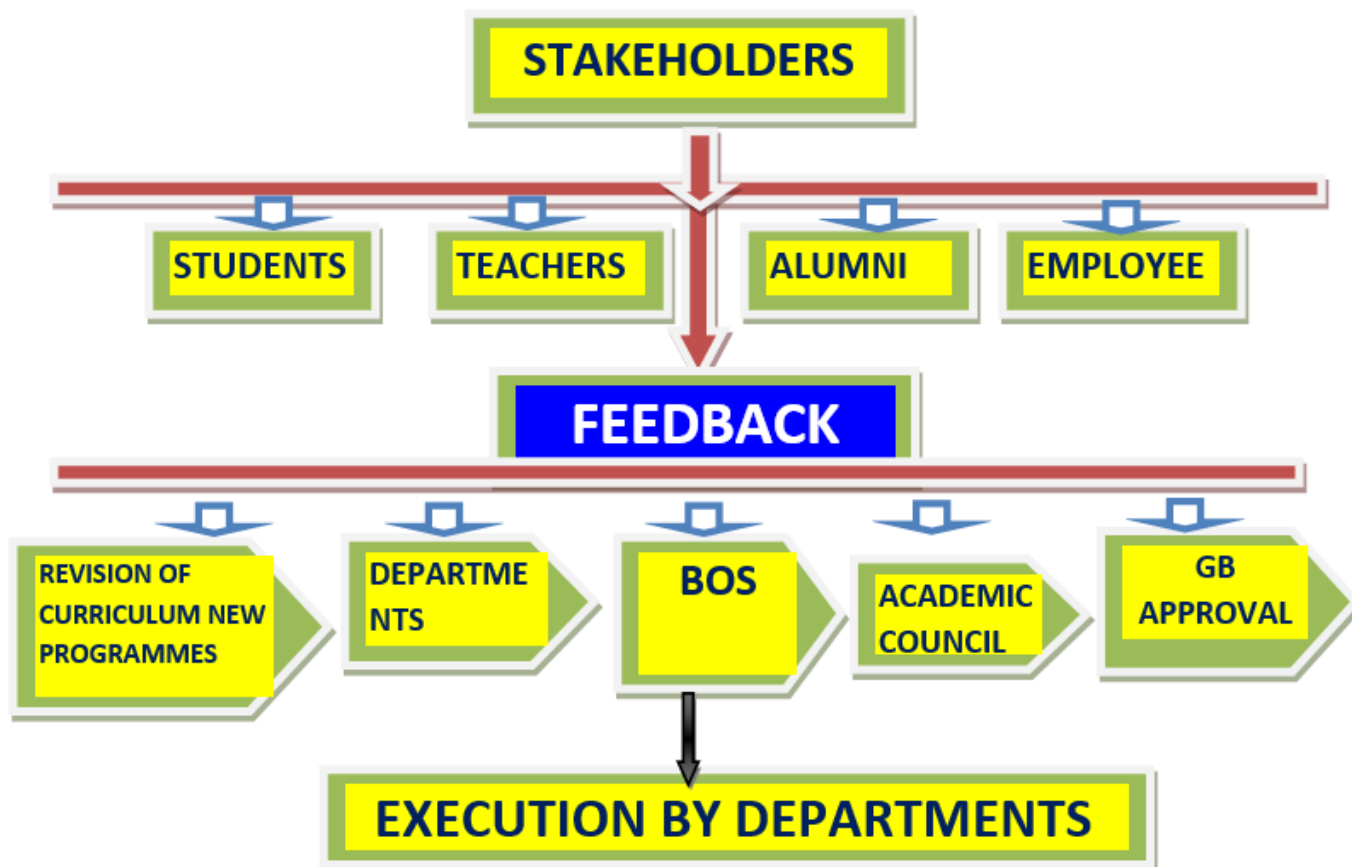 STAKEHOLDERS
STUDENTS
TEACHERS
ALUMNI
EMPLOYEE
FEEDBACK
REVISION OF
CURRICULUM NEW
PROGRAMMES
DEPARTME
NTS
BOS
ACADEMIC
COUNCIL
GB
APPROVAL
EXECUTION BY DEPARTMENTS